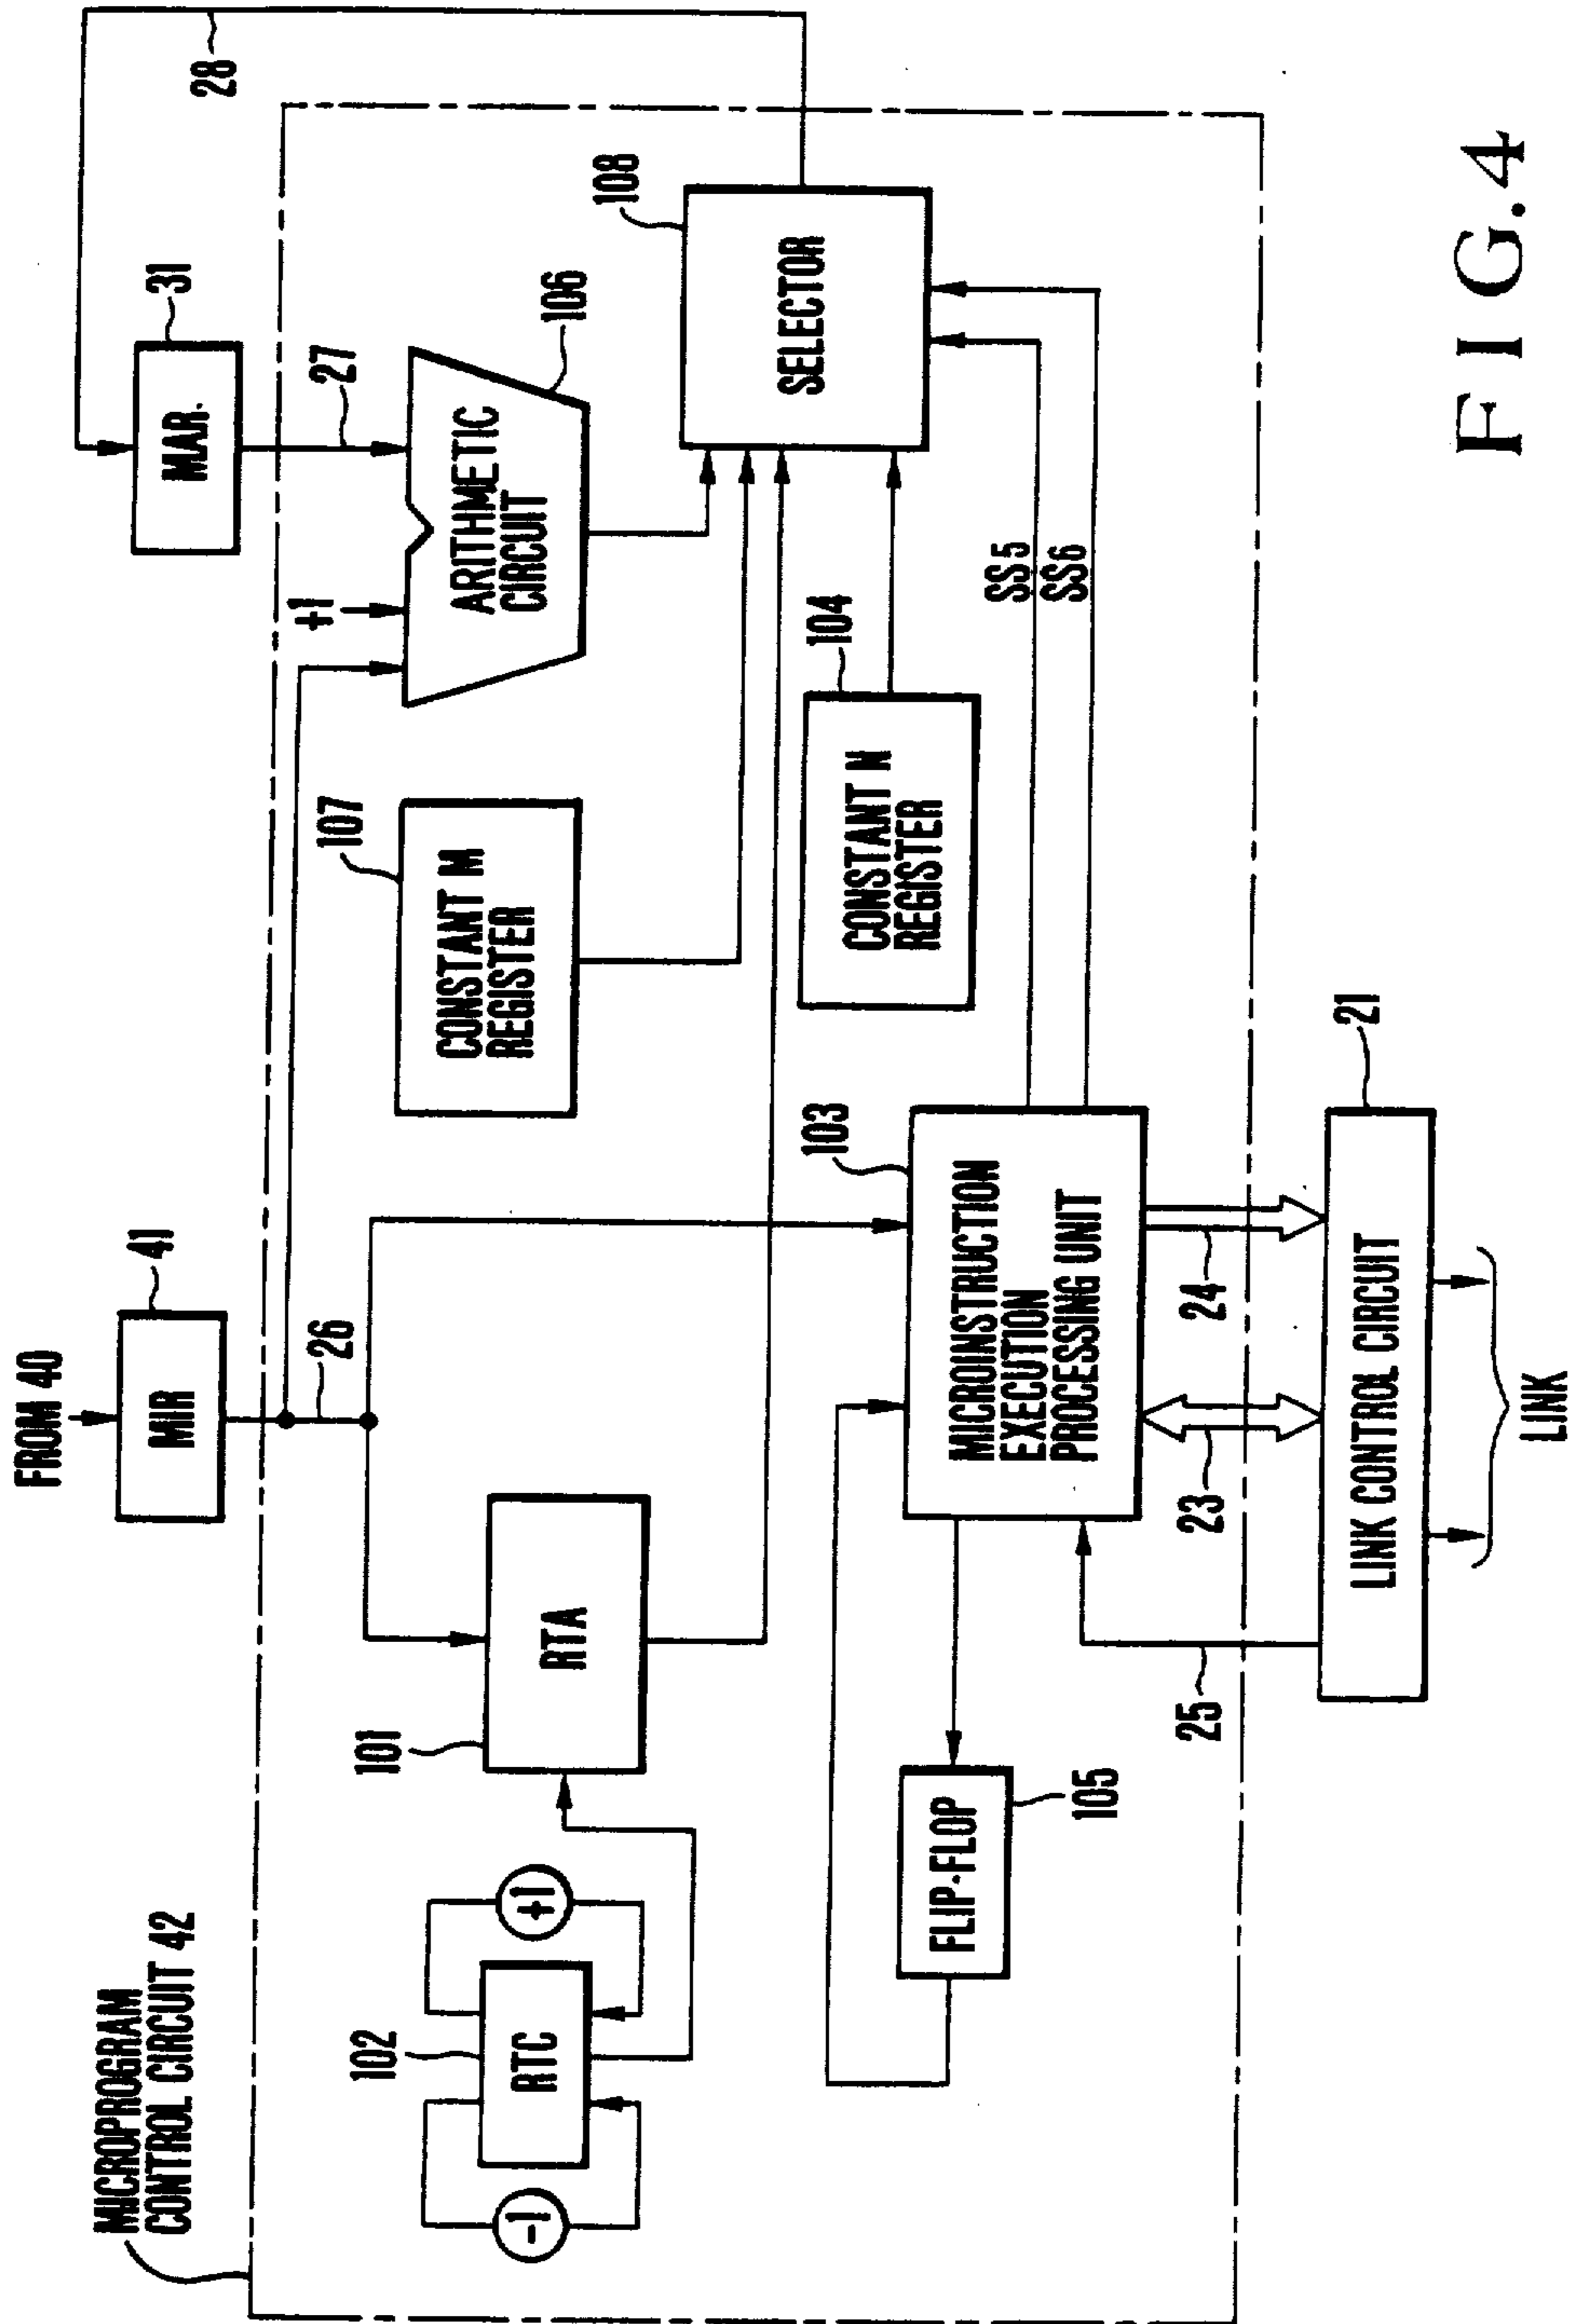 MICROPROGRAM
CONTROL CIRCUIT 42
FROM 40
MIR
41
26
MAR.
31
27
28
+1
ARITHMETIC
CIRCUIT
106
108
SELECTOR
107
CONSTANT M
REGISTER
104
CONSTANT N
REGISTER
101
RTA
102
RTC
-1
+1
103
MICROINSTRUCTION
EXECUTION
PROCESSING UNIT
SS5
SS6
FLIP-FLOP
105
25
23
24
21
LINK CONTROL CIRCUIT
LINK
FIG.4